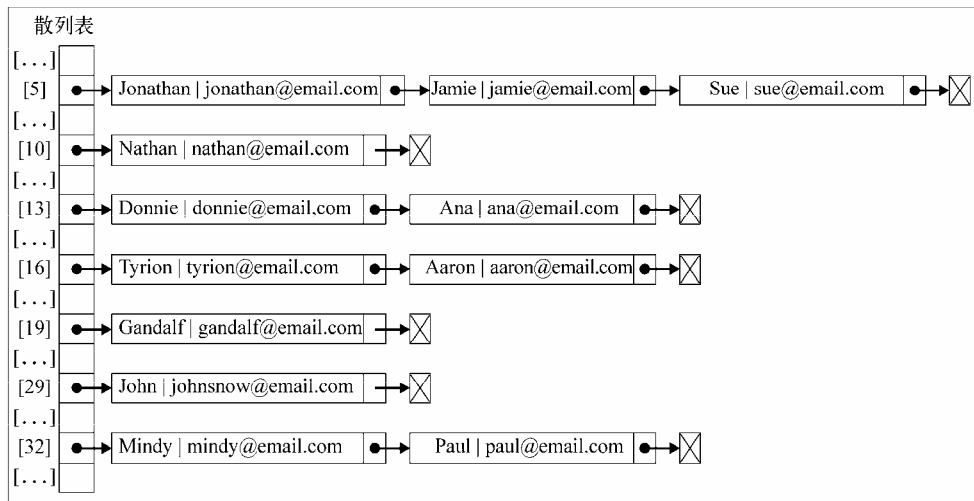 散列表
[...]
[5] Jonathan | jonathan@email.com Jamie | jamie@email.com Sue | sue@email.com
[...]
[10] Nathan | nathan@email.com
[...]
[13] Donnie | donnie@email.com Ana | ana@email.com
[...]
[16] Tyrion | tyrion@email.com Aaron | aaron@email.com
[...]
[19] Gandalf | gandalf@email.com
[...]
[29] John | johnsnow@email.com
[...]
[32] Mindy | mindy@email.com Paul | paul@email.com
[...]